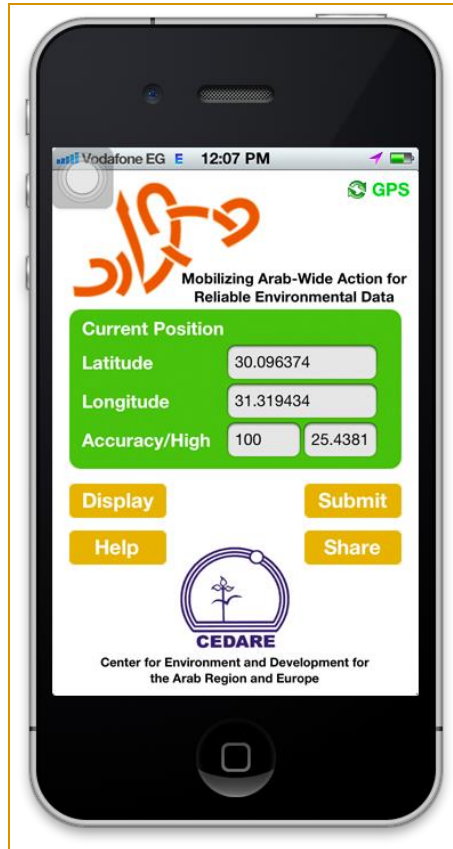 Vodafone EG E 12:07 PM
GPS
Mobilizing Arab-Wide Action for
Reliable Environmental Data
Current Position
Latitude 30.096374
Longitude 31.319434
Accuracy/High 100 25.4381
Display Submit
Help Share
CEDARE
Center for Environment and Development for
the Arab Region and Europe